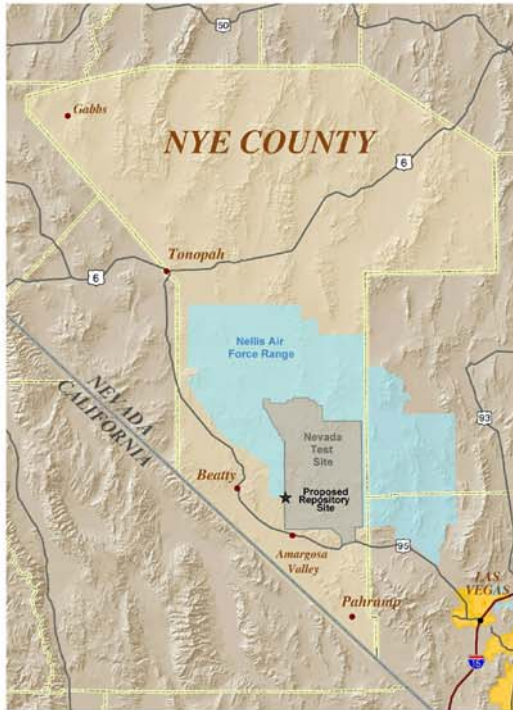 50
Gabbs
NYE COUNTY
6
Tonopah
6
Nellis Air
Force Range
NEVADA
CALIFORNIA
93
Nevada
Test
Site
Beatty
Proposed
Repository
Site
Amargosa
Valley
95
LAS
VEGAS
Pahrump
15